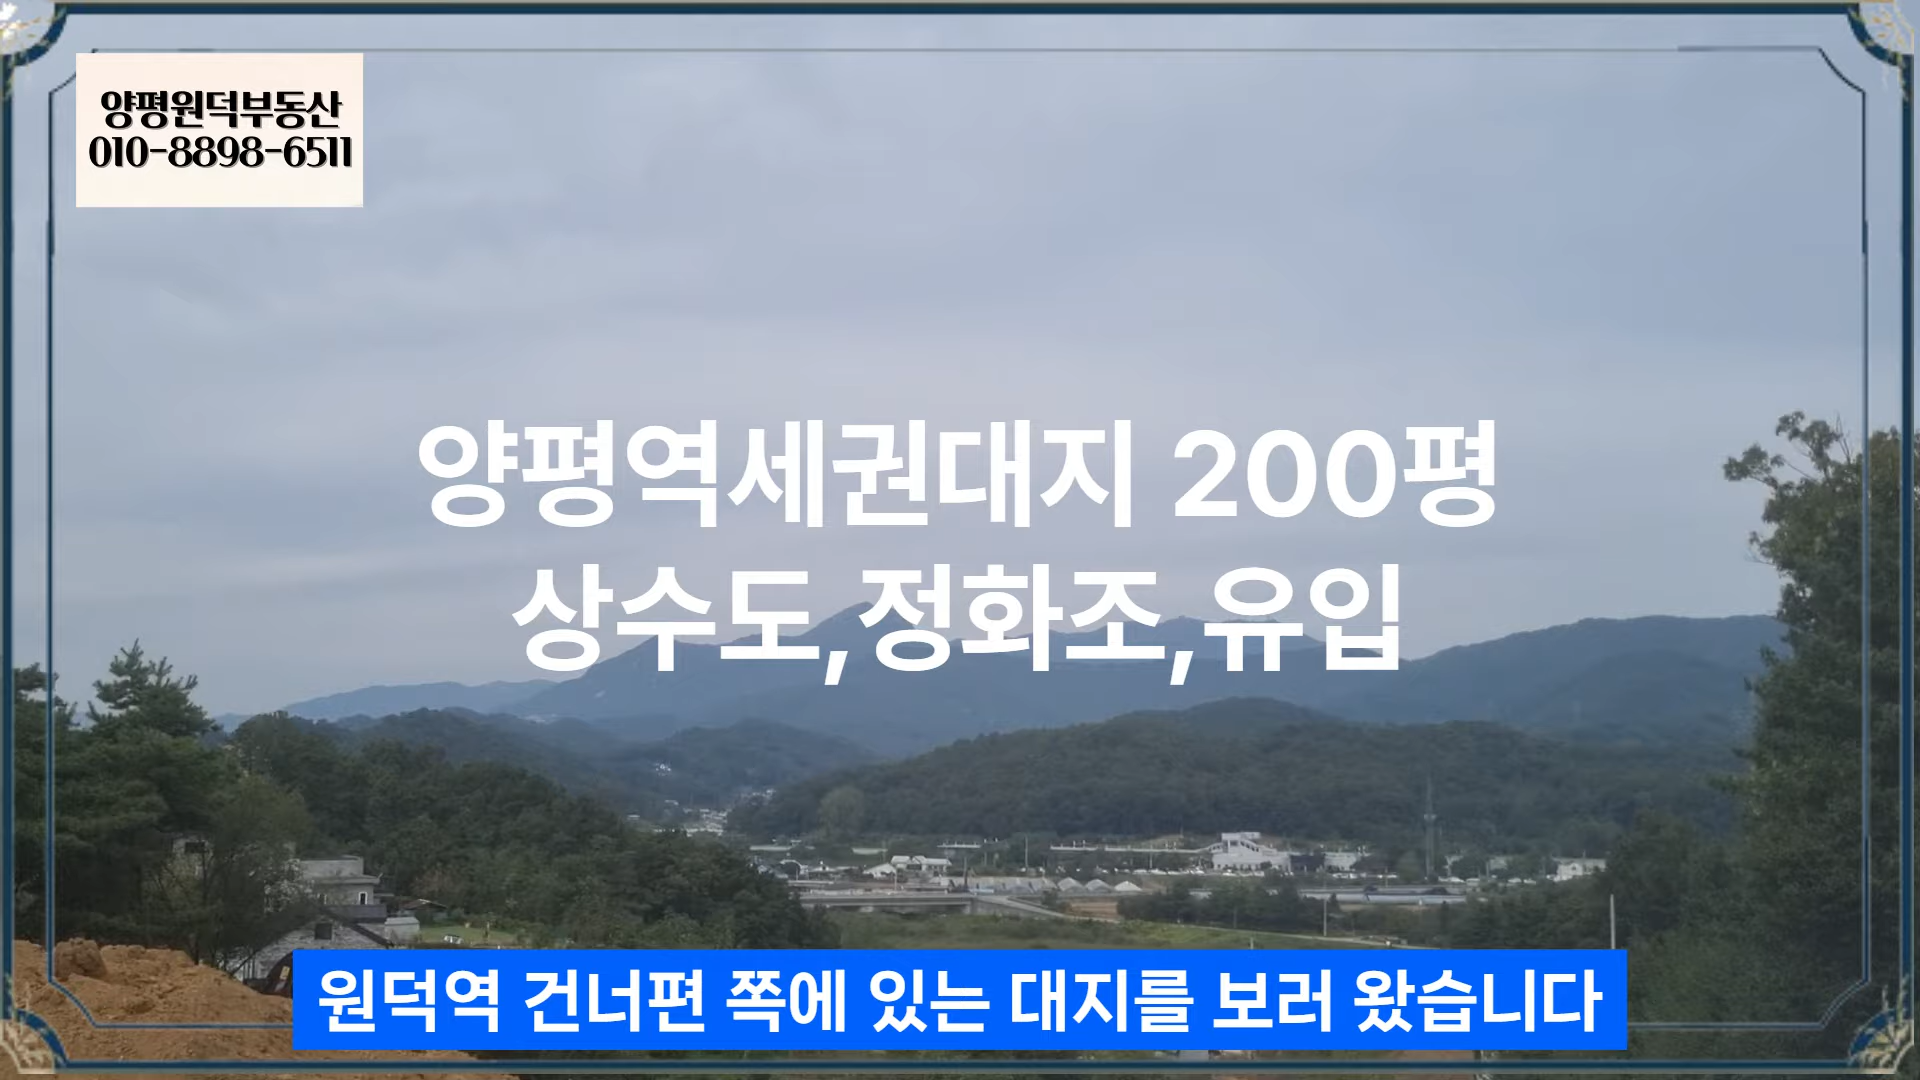 양평원덕부동산
010-8898-6511
양평역세권대지 200평
상수도,정화조,유입
원덕역 건너편 쪽에 있는 대지를 보러 왔습니다